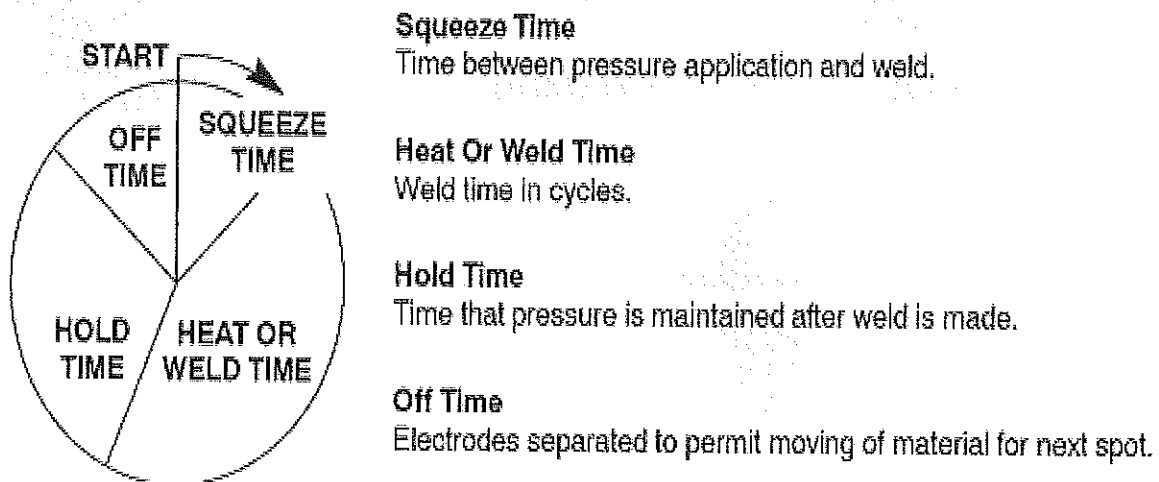 START
OFF
TIME
SQUEEZE
TIME
HOLD
TIME
HEAT OR
WELD TIME
Squeeze Time
Time between pressure application and weld.
Heat Or Weld Time
Weld time in cycles.
Hold Time
Time that pressure is maintained after weld is made.
Off Time
Electrodes separated to permit moving of material for next spot.